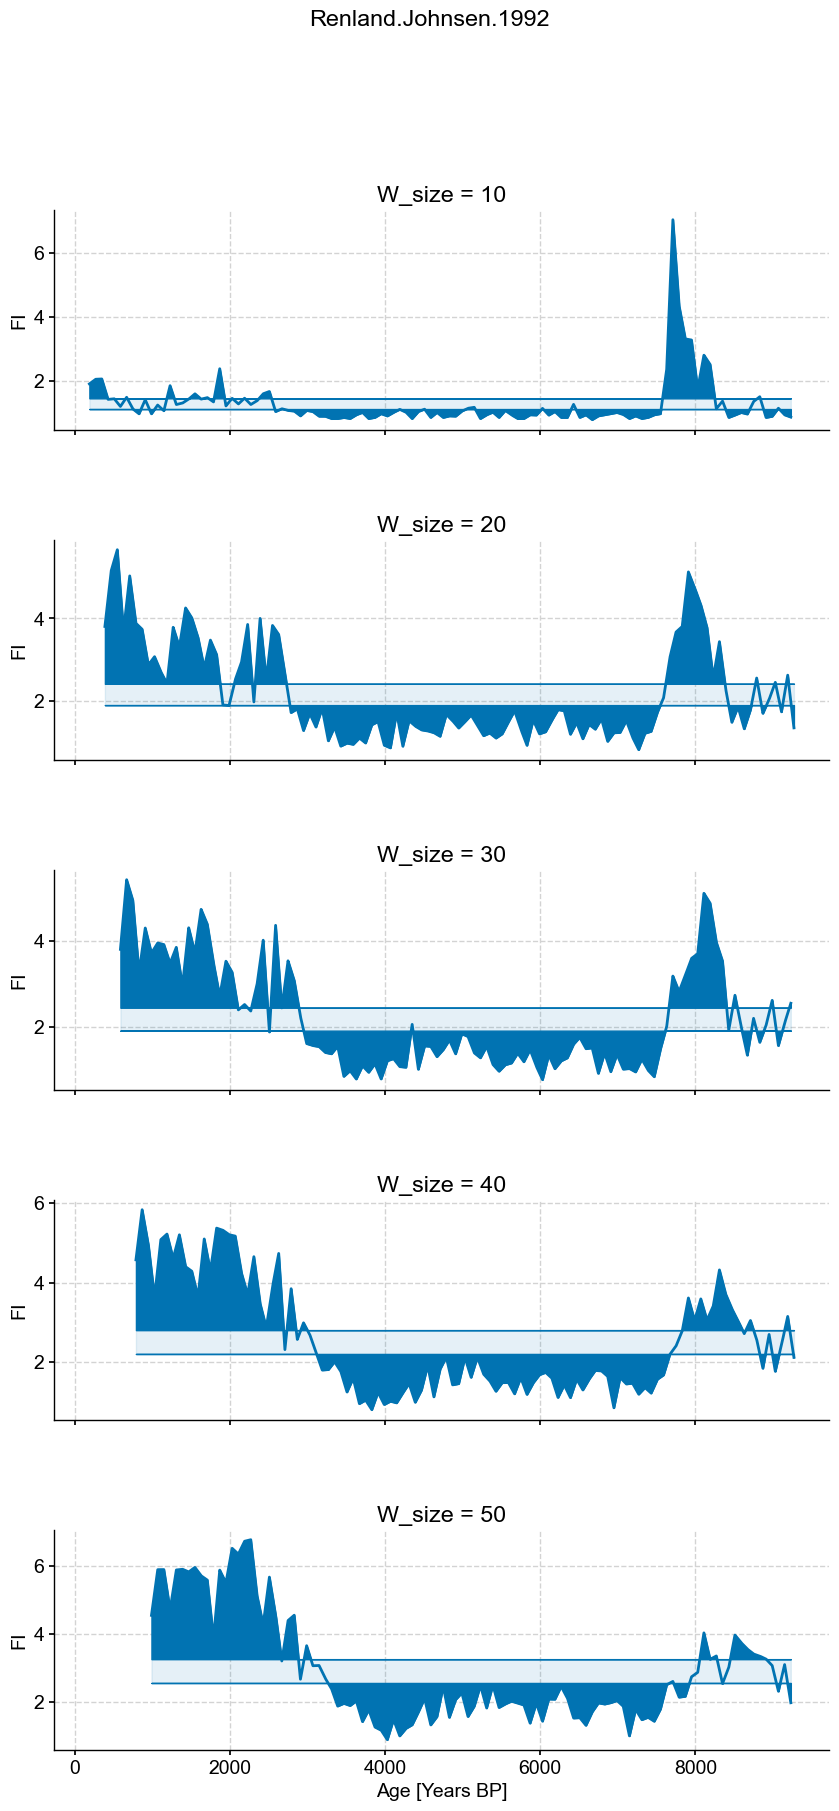 Renland.Johnsen.1992
W_size = 10
6
4
2
FI
W_size = 20
4
2
FI
W_size = 30
4
2
FI
W_size = 40
6
4
2
FI
W_size = 50
6
4
2
FI
0 2000 4000 6000 8000
Age [Years BP]